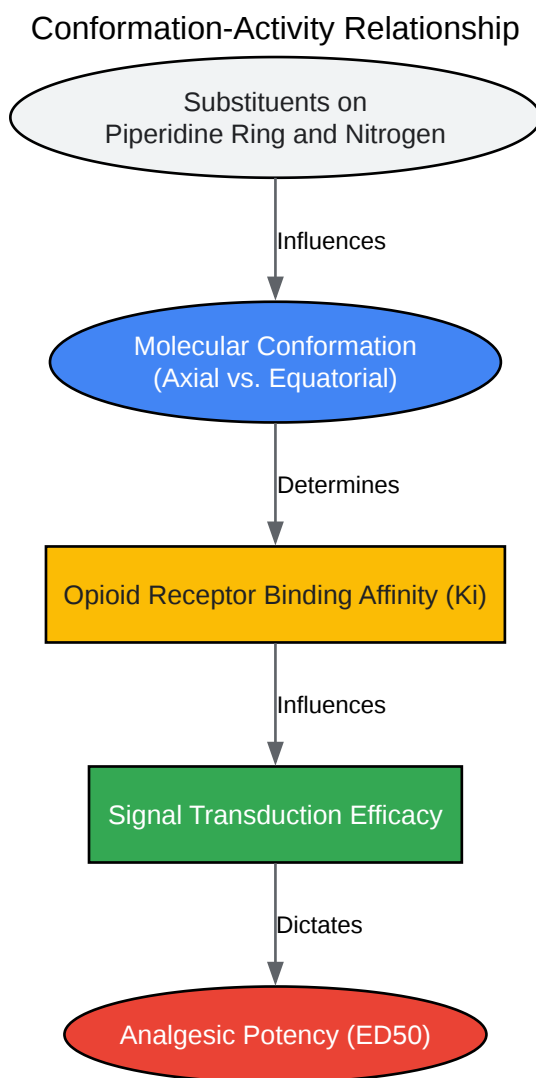 Conformation-Activity Relationship
Substituents on
Piperidine Ring and Nitrogen
Influences
Molecular Conformation
(Axial vs. Equatorial)
Determines
Opioid Receptor Binding Affinity (Ki)
Influences
Signal Transduction Efficacy
Dictates
Analgesic Potency (ED50)